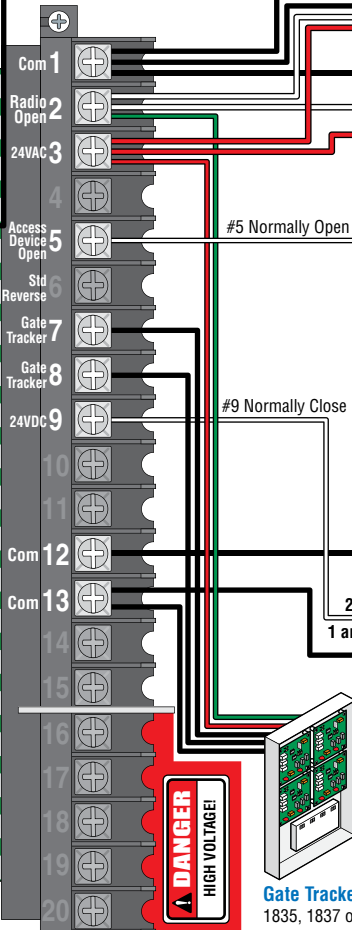 Com 1
Radio
Open 2
24VAC 3
4
Access
Device
Open 5
#5 Normally Open
Std
Reverse 6
Gate
Tracker 7
Gate
Tracker 8
24VDC 9
#9 Normally Close
10
11
Com 12
Com 13
2
1 a
14
15
16
17
18
19
20
DANGER
HIGH VOLTAGE!
Gate Tracke
1835, 1837 o